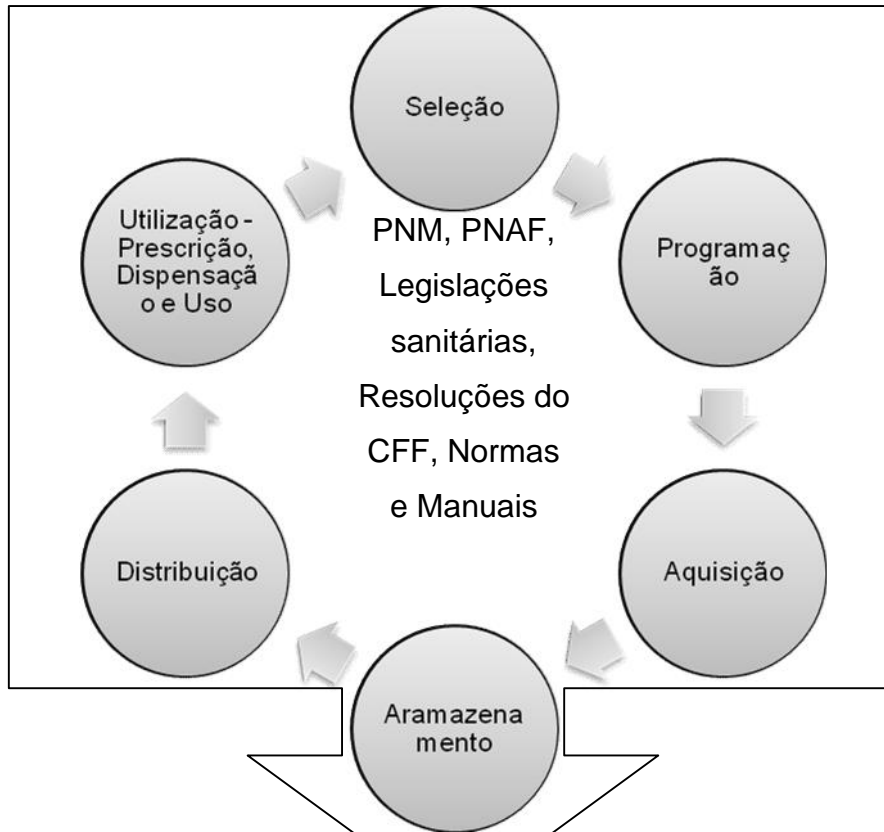 Seleção
PNM, PNAF,
Legislações
sanitárias,
Resoluções do
CFF, Normas
e Manuais
Programaç
ão
Aquisição
Aramazena
mento
Distribuição
Utilização -
Prescrição,
Dispensaçã
o e Uso